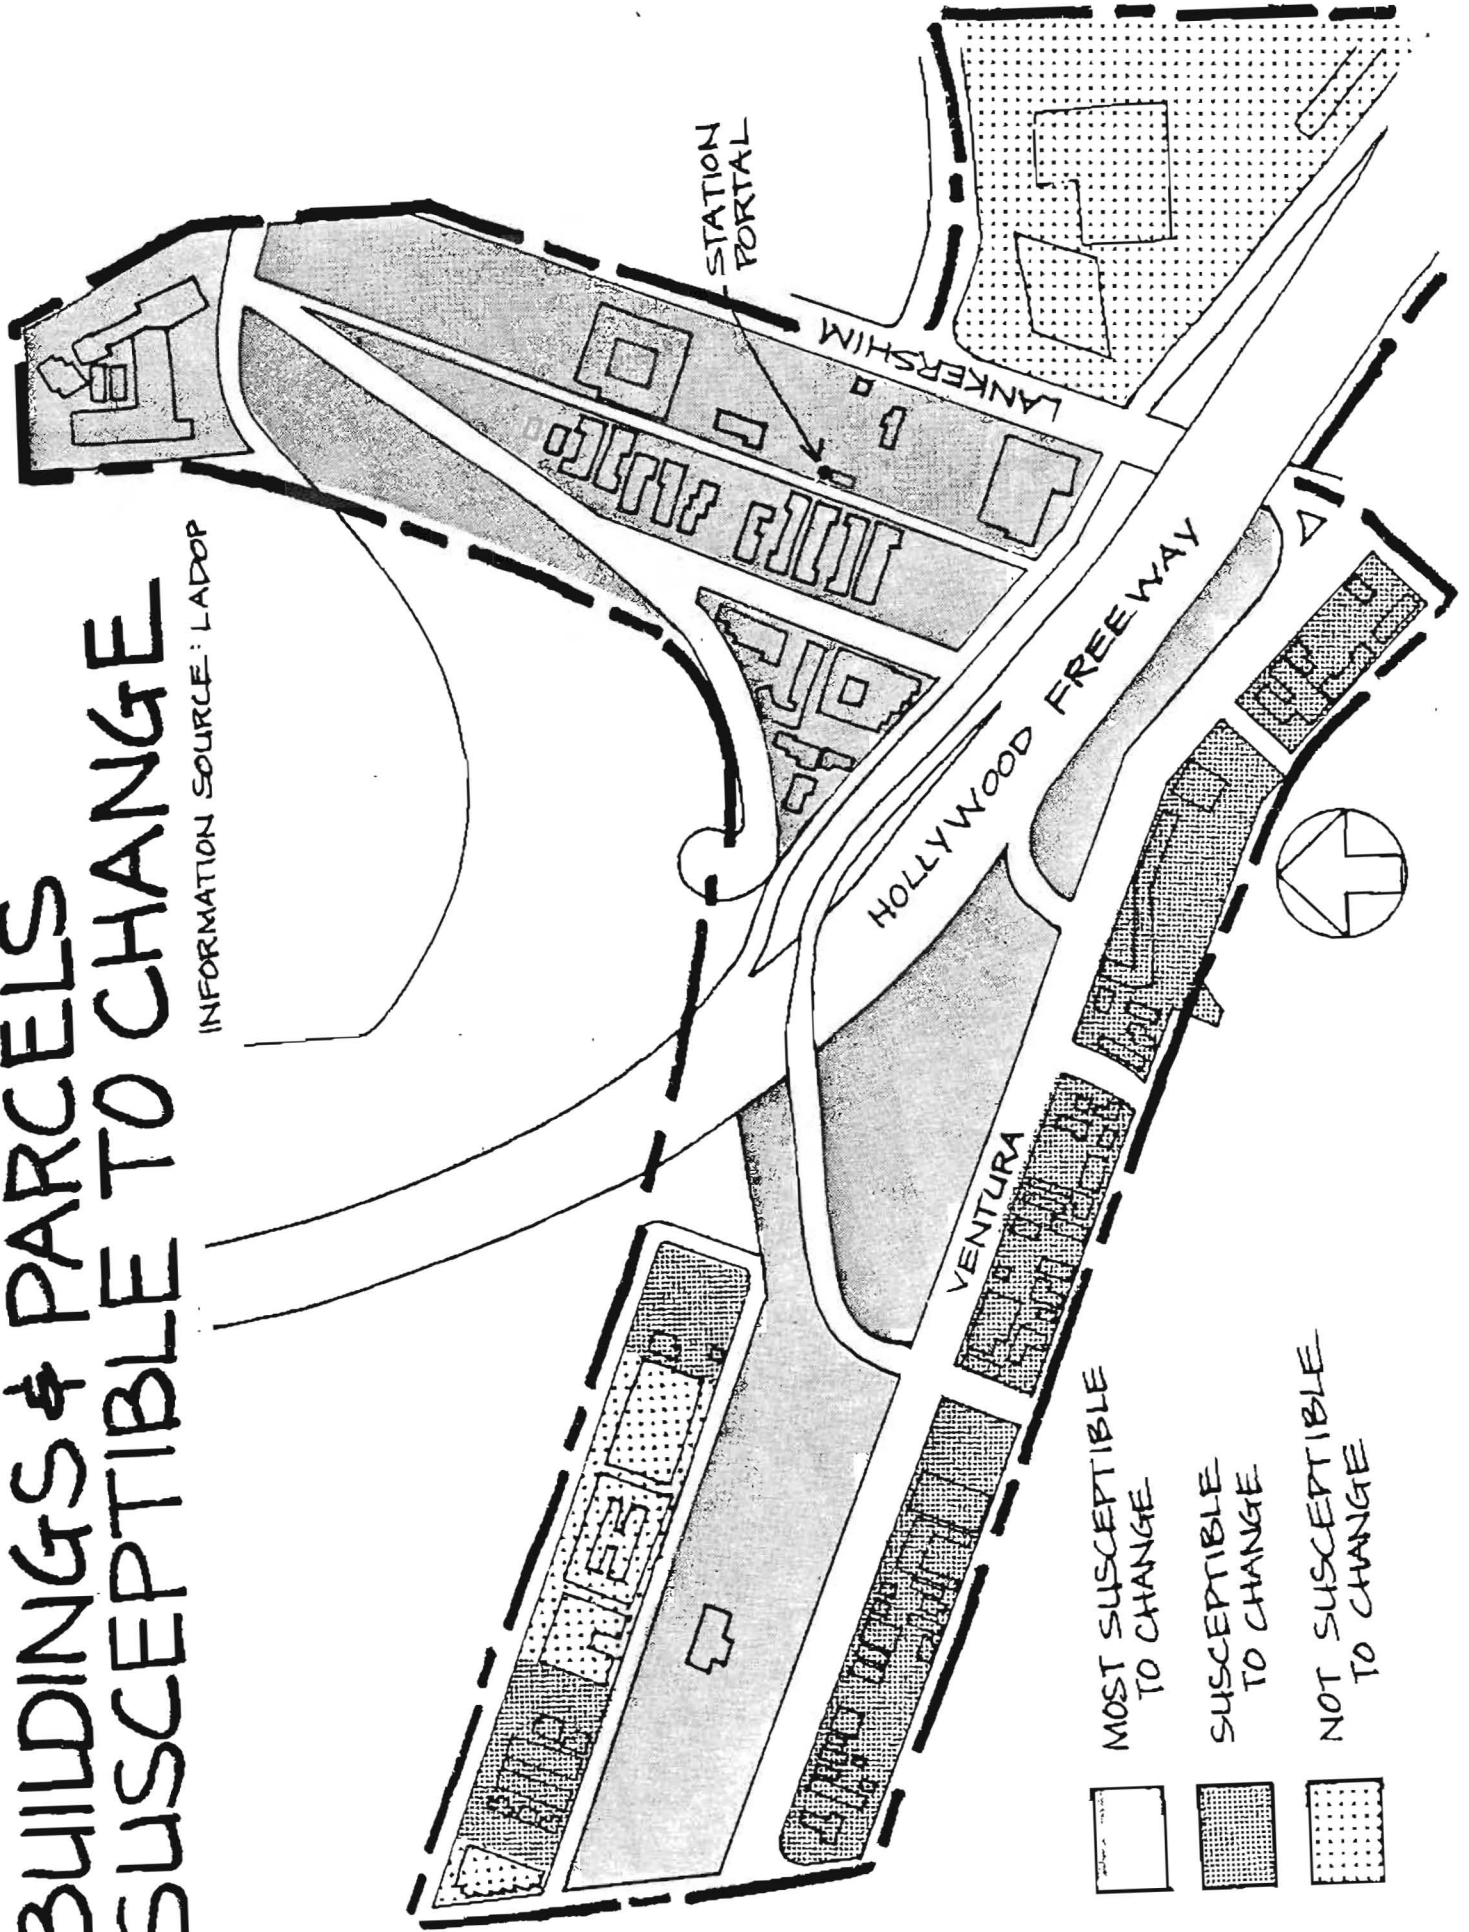 BUILDINGS & PARCELS
SUSCEPTIBLE TO CHANGE
INFORMATION SOURCE: LADOP
STATION
PORTAL
LANKERSHIM
HOLLYWOOD FREEWAY
VENTURA
MOST SUSCEPTIBLE
TO CHANGE
SUSCEPTIBLE
TO CHANGE
NOT SUSCEPTIBLE
TO CHANGE